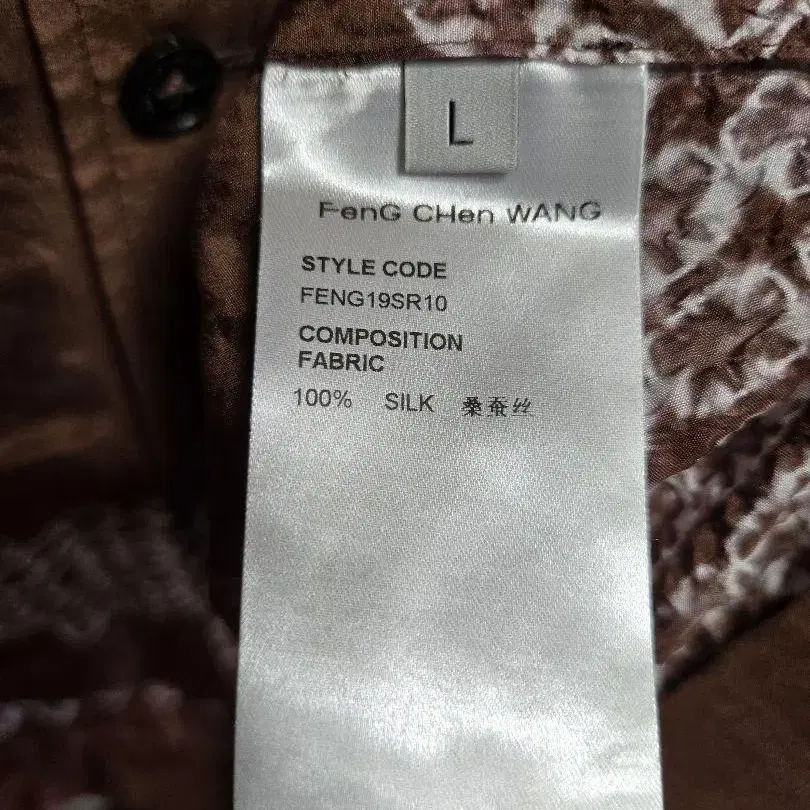 L
FenG CHen WANG
STYLE CODE
FENG19SR10
COMPOSITION
FABRIC
100% SILK 桑蚕丝